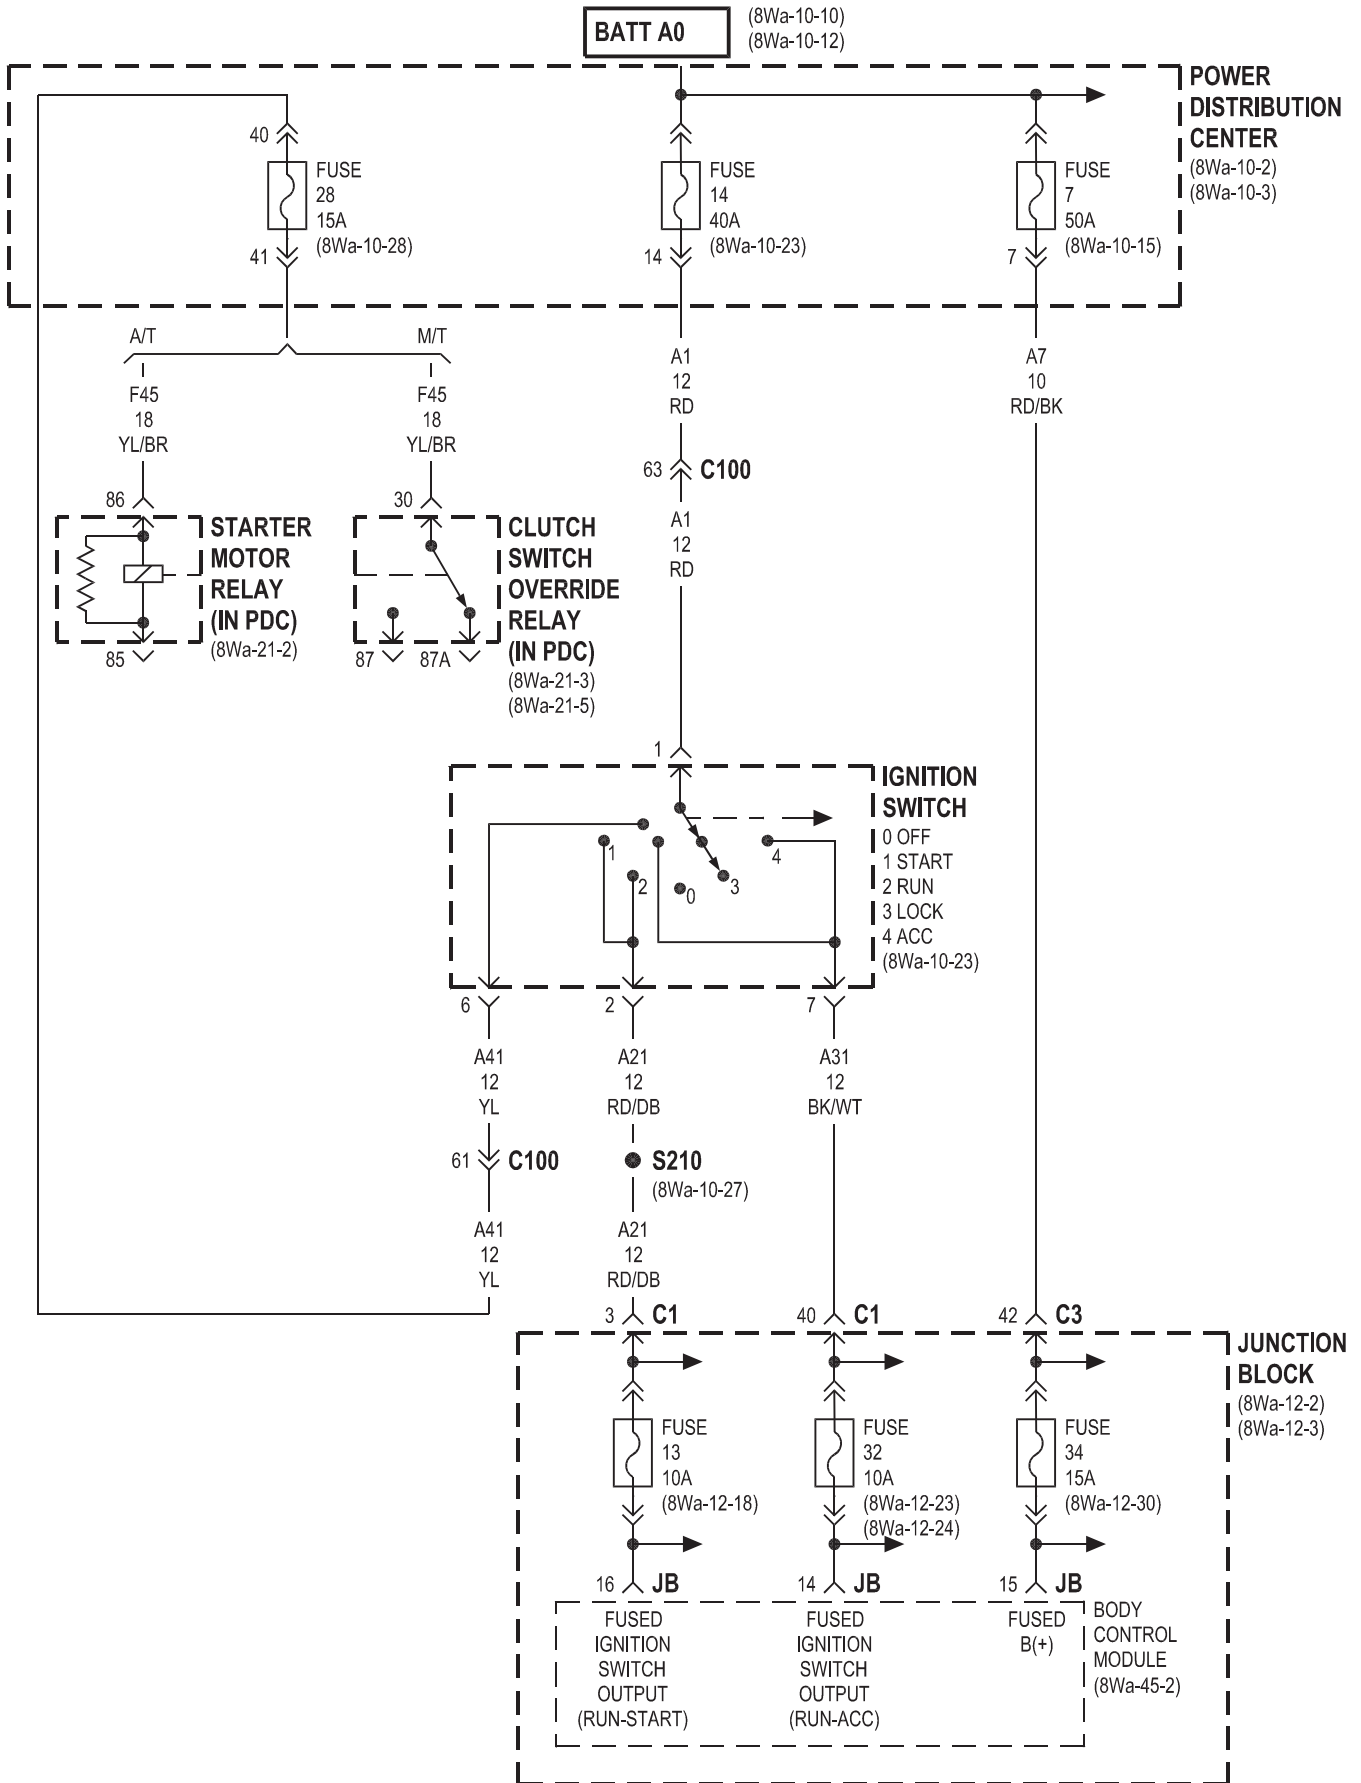 BATT A0
(8Wa-10-10)
(8Wa-10-12)
POWER
DISTRIBUTION
CENTER
(8Wa-10-2)
(8Wa-10-3)
40
FUSE
28
15A
(8Wa-10-28)
41
FUSE
14
40A
(8Wa-10-23)
14
FUSE
7
50A
(8Wa-10-15)
7
A/T
M/T
F45
18
YL/BR
F45
18
YL/BR
A1
12
RD
A7
10
RD/BK
63
C100
A1
12
RD
86
STARTER
MOTOR
RELAY
(IN PDC)
(8Wa-21-2)
85
30
CLUTCH
SWITCH
OVERRIDE
RELAY
(IN PDC)
(8Wa-21-3)
(8Wa-21-5)
87
87A
1
IGNITION
SWITCH
0 OFF
1 START
2 RUN
3 LOCK
4 ACC
(8Wa-10-23)
1
2
0
3
4
6
2
7
A41
12
YL
A21
12
RD/DB
A31
12
BK/WT
61
C100
S210
(8Wa-10-27)
A41
12
YL
A21
12
RD/DB
3
C1
40
C1
42
C3
JUNCTION
BLOCK
(8Wa-12-2)
(8Wa-12-3)
FUSE
13
10A
(8Wa-12-18)
FUSE
32
10A
(8Wa-12-23)
(8Wa-12-24)
FUSE
34
15A
(8Wa-12-30)
16
JB
14
JB
15
JB
FUSED
IGNITION
SWITCH
OUTPUT
(RUN-START)
FUSED
IGNITION
SWITCH
OUTPUT
(RUN-ACC)
FUSED
B(+)
BODY
CONTROL
MODULE
(8Wa-45-2)